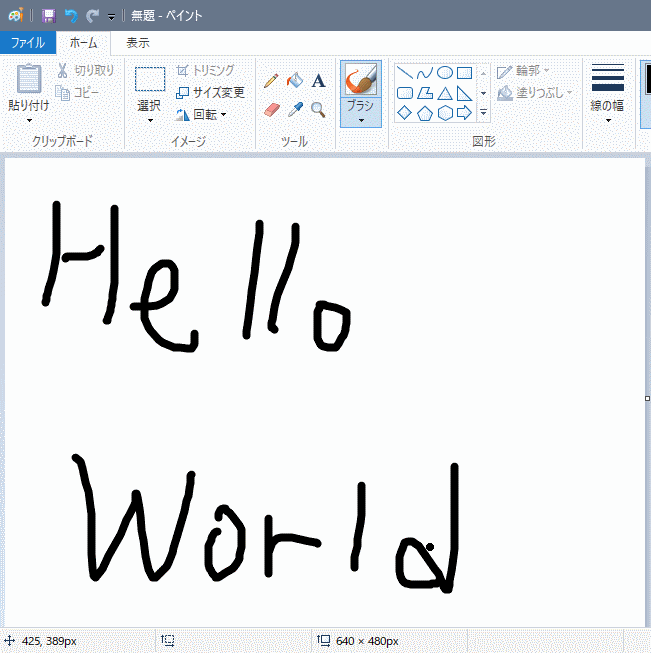 無題 - ペイント
ファイル ホーム 表示
貼り付け 切り取り コピー
選択 トリミング サイズ変更 回転
A
ブラシ
輪郭 塗りつぶし
線の幅
クリップボード イメージ ツール 図形
Hello
World
425, 389px 640 × 480px